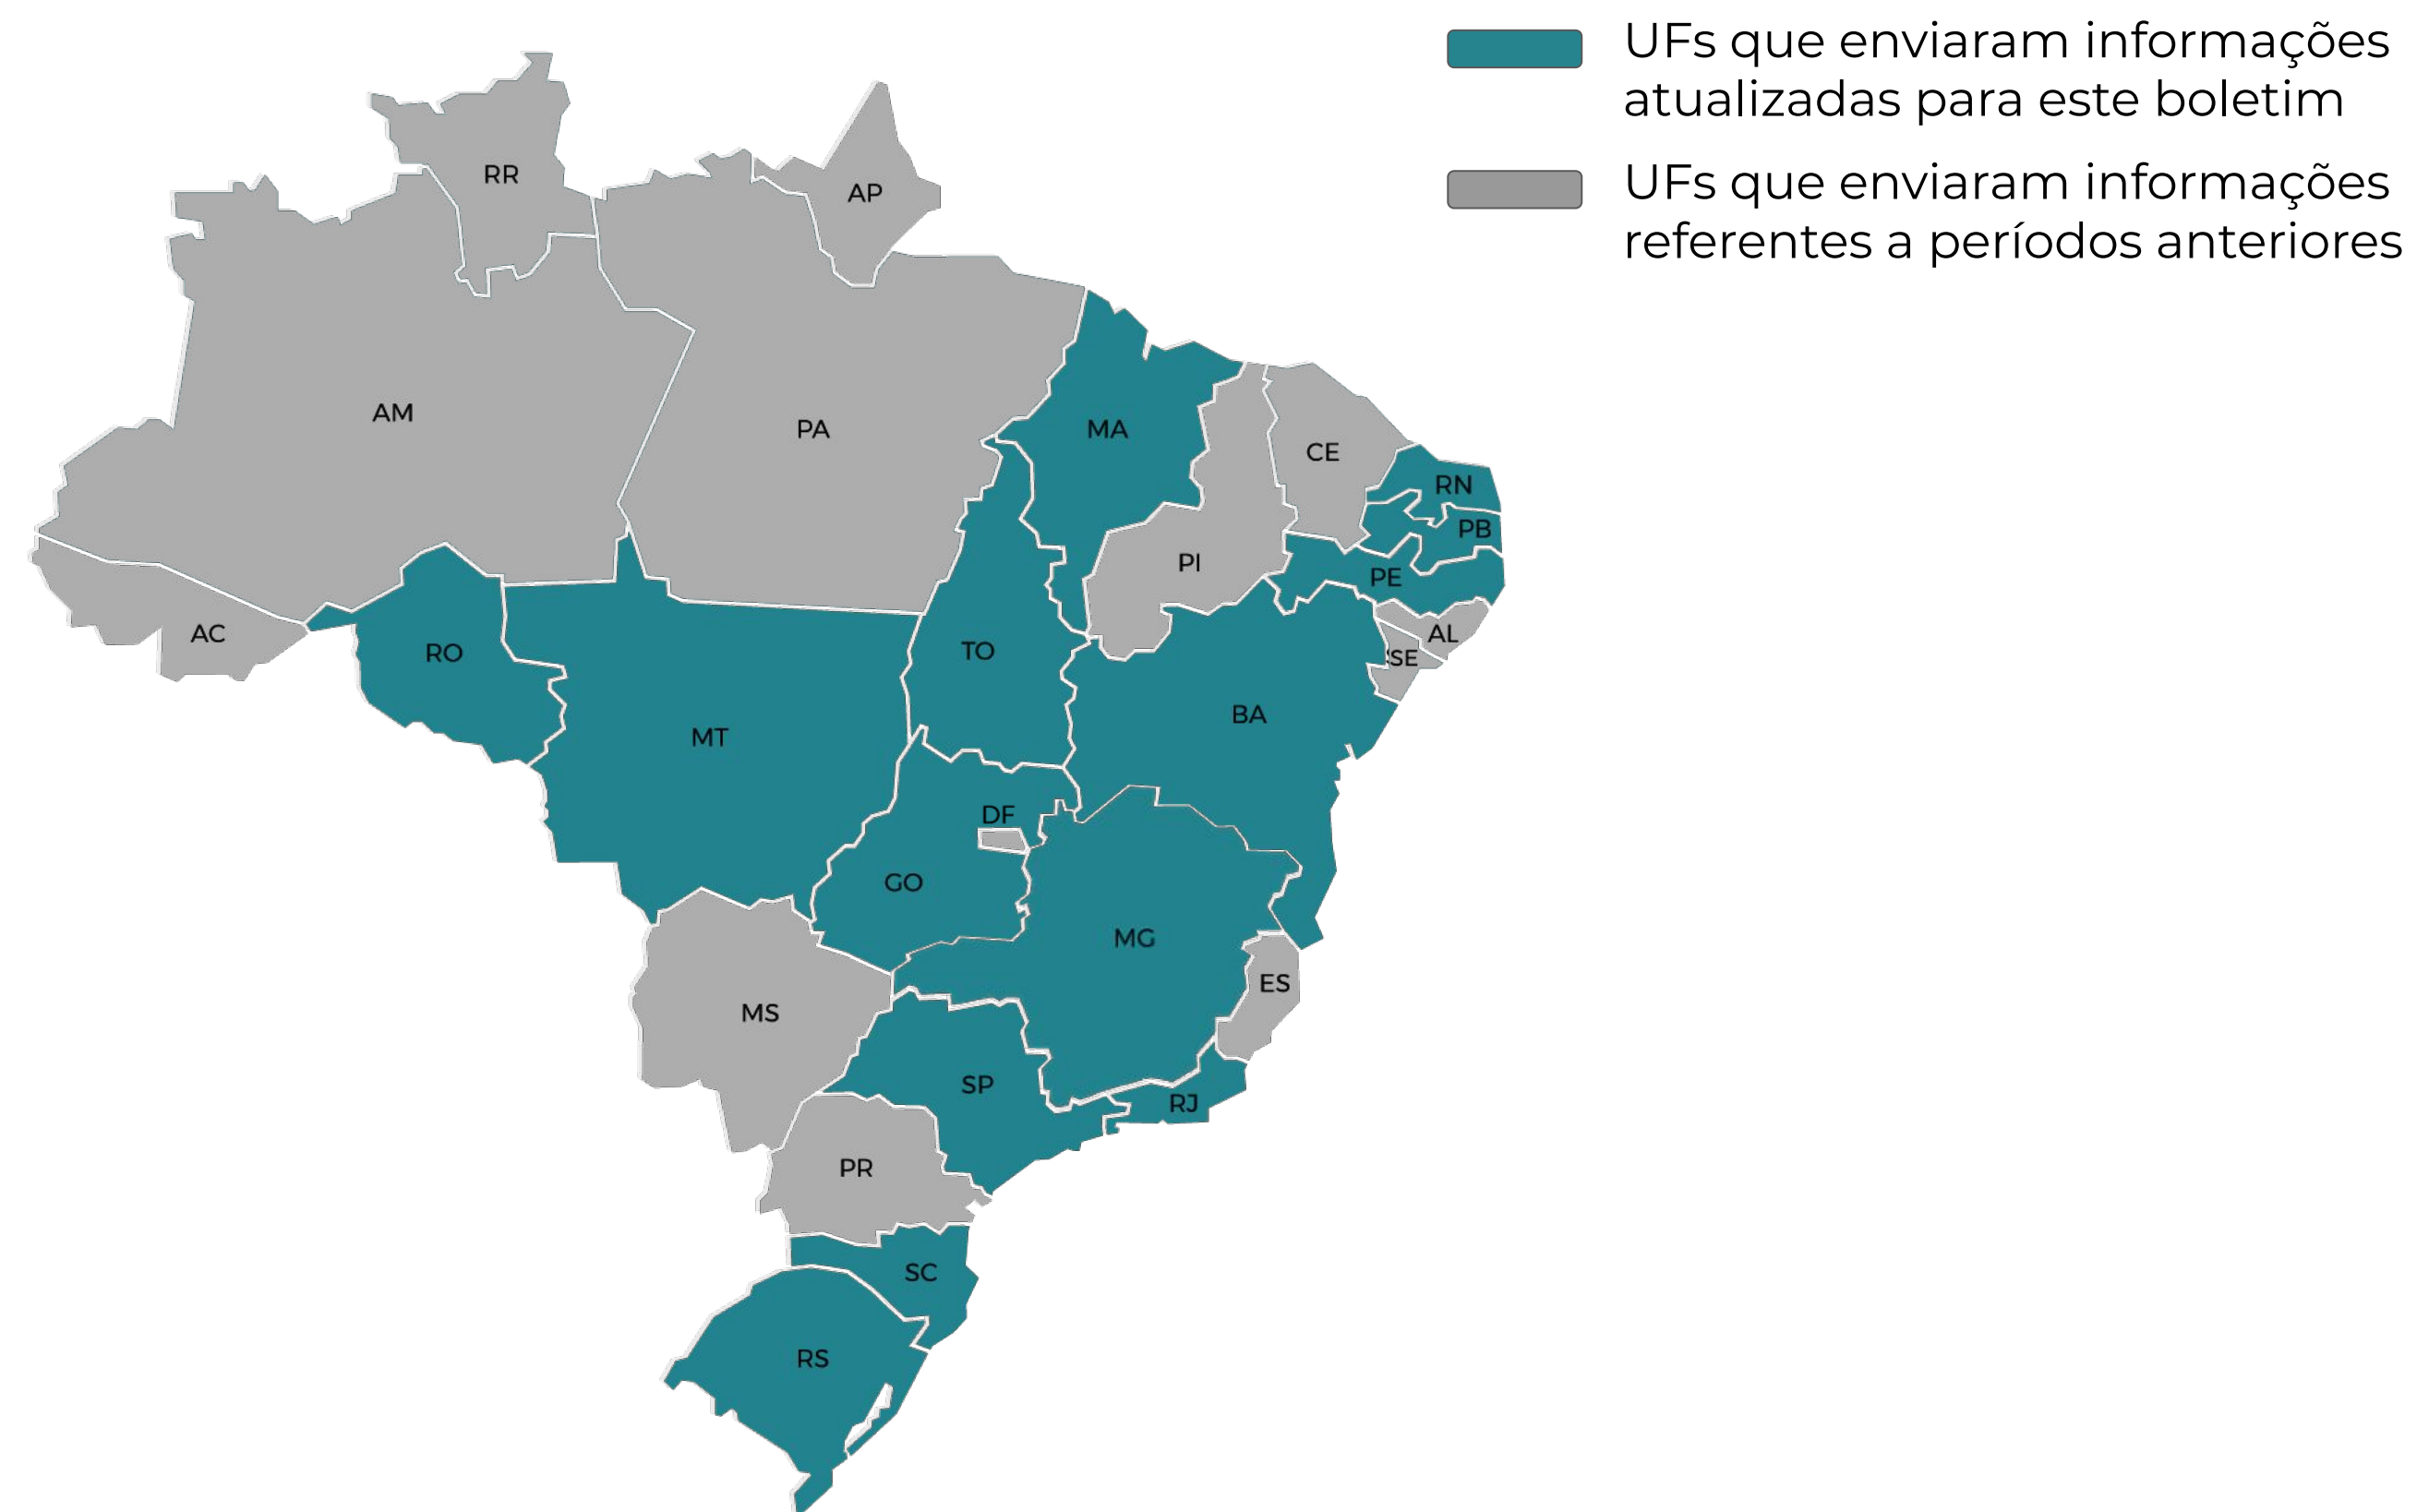 UFs que enviaram informações
atualizadas para este boletim
UFs que enviaram informações
referentes a períodos anteriores
RR
AP
AM
PA
MA
CE
RN
PB
PI
PE
AC
RO
TO
AL
SE
MT
BA
DF
GO
MG
ES
MS
SP
RJ
PR
SC
RS